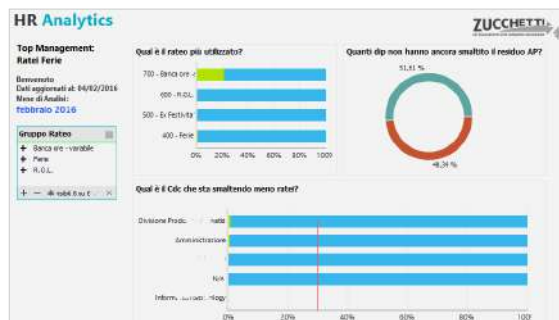 HR Analytics
ZUCCHETTI
Top Management:
Ratei Ferie
Benvenuto
Dati aggiornati al: 04/02/2016
Mese di Analisi:
febbraio 2016
Gruppo Rateo
+ Banca ore - variabile
+ Ferie
+ R.O.L.
Qual è il rateo più utilizzato?
700 - Banca ore -
600 - R.O.L.
500 - Ex Festivita'
400 - Ferie
0% 20% 40% 60% 80% 100%
Quanti dip non hanno ancora smaltito il residuo AP?
51,51 %
48,34 %
Qual è il Cdc che sta smaltendo meno ratei?
Divisione
Amministrazione
N/A
0% 20% 40% 60% 80% 100%